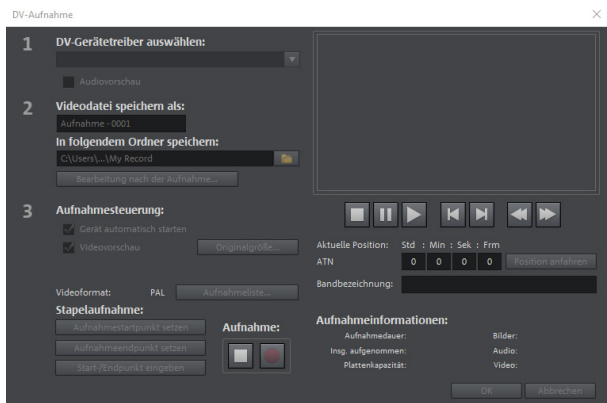 DV-Aufnahme
1 DV-Gerätetreiber auswählen:
Audiovorschau
2 Videodatei speichern als:
Aufnahme - 0001
In folgendem Ordner speichern:
C:\Users\...\My Record
Bearbeitung nach der Aufnahme...
3 Aufnahmesteuerung:
Gerät automatisch starten
Videovorschau Originalgröße...
Videoformat: PAL Aufnahmeliste...
Stapelaufnahme:
Aufnahmestartpunkt setzen
Aufnahmeendpunkt setzen
Start-/Endpunkt eingeben
Aufnahme:
Aktuelle Position: Std : Min : Sek : Frm
ATN 0 0 0 0 Position anfahren
Bandbezeichnung:
Aufnahmeinformationen:
Aufnahmedauer: Bilder:
Insg. aufgenommen: Audio:
Plattenkapazität: Video:
OK Abbrechen